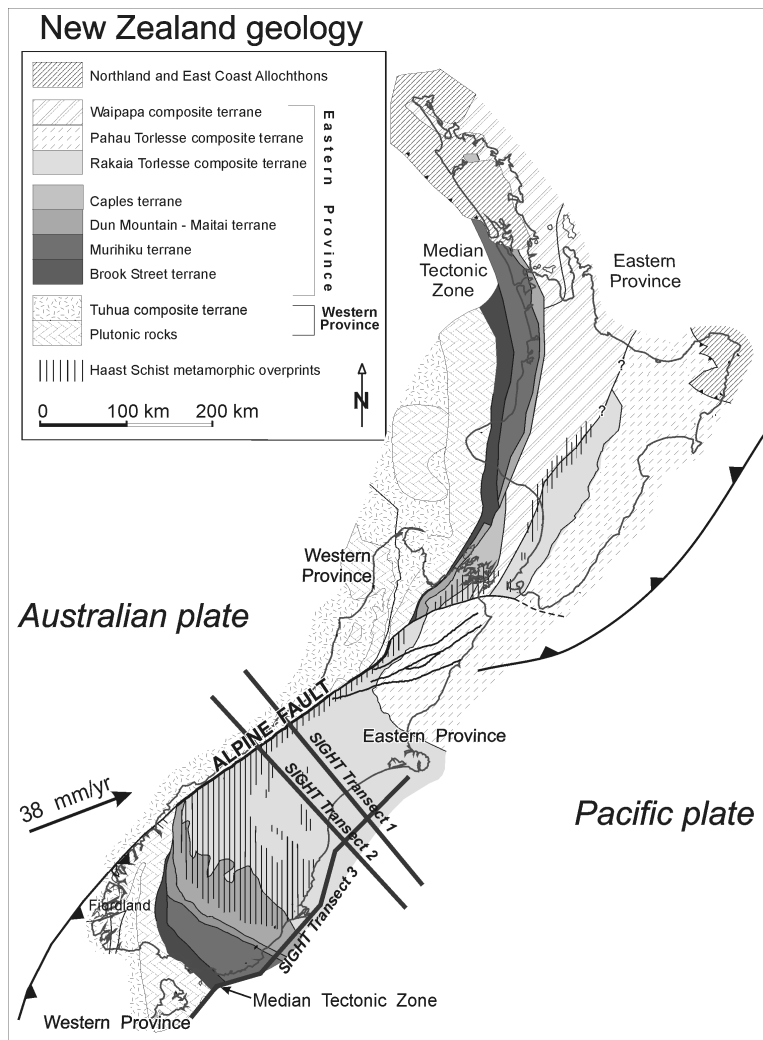 New Zealand geology
Northland and East Coast Allochthons
Waipapa composite terrane
Pahau Torlesse composite terrane
Rakaia Torlesse composite terrane
Caples terrane
Dun Mountain - Maitai terrane
Murihiku terrane
Brook Street terrane
Eastern Province
Tuhua composite terrane
Plutonic rocks
Western
Province
Haast Schist metamorphic overprints
0 100 km 200 km
N
Median
Tectonic
Zone
Eastern
Province
?
?
Western
Province
Australian plate
ALPINE FAULT
Eastern Province
SIGHT Transect 1
SIGHT Transect 2
38 mm/yr
Pacific plate
SIGHT Transect 3
Fiordland
Median Tectonic Zone
Western Province